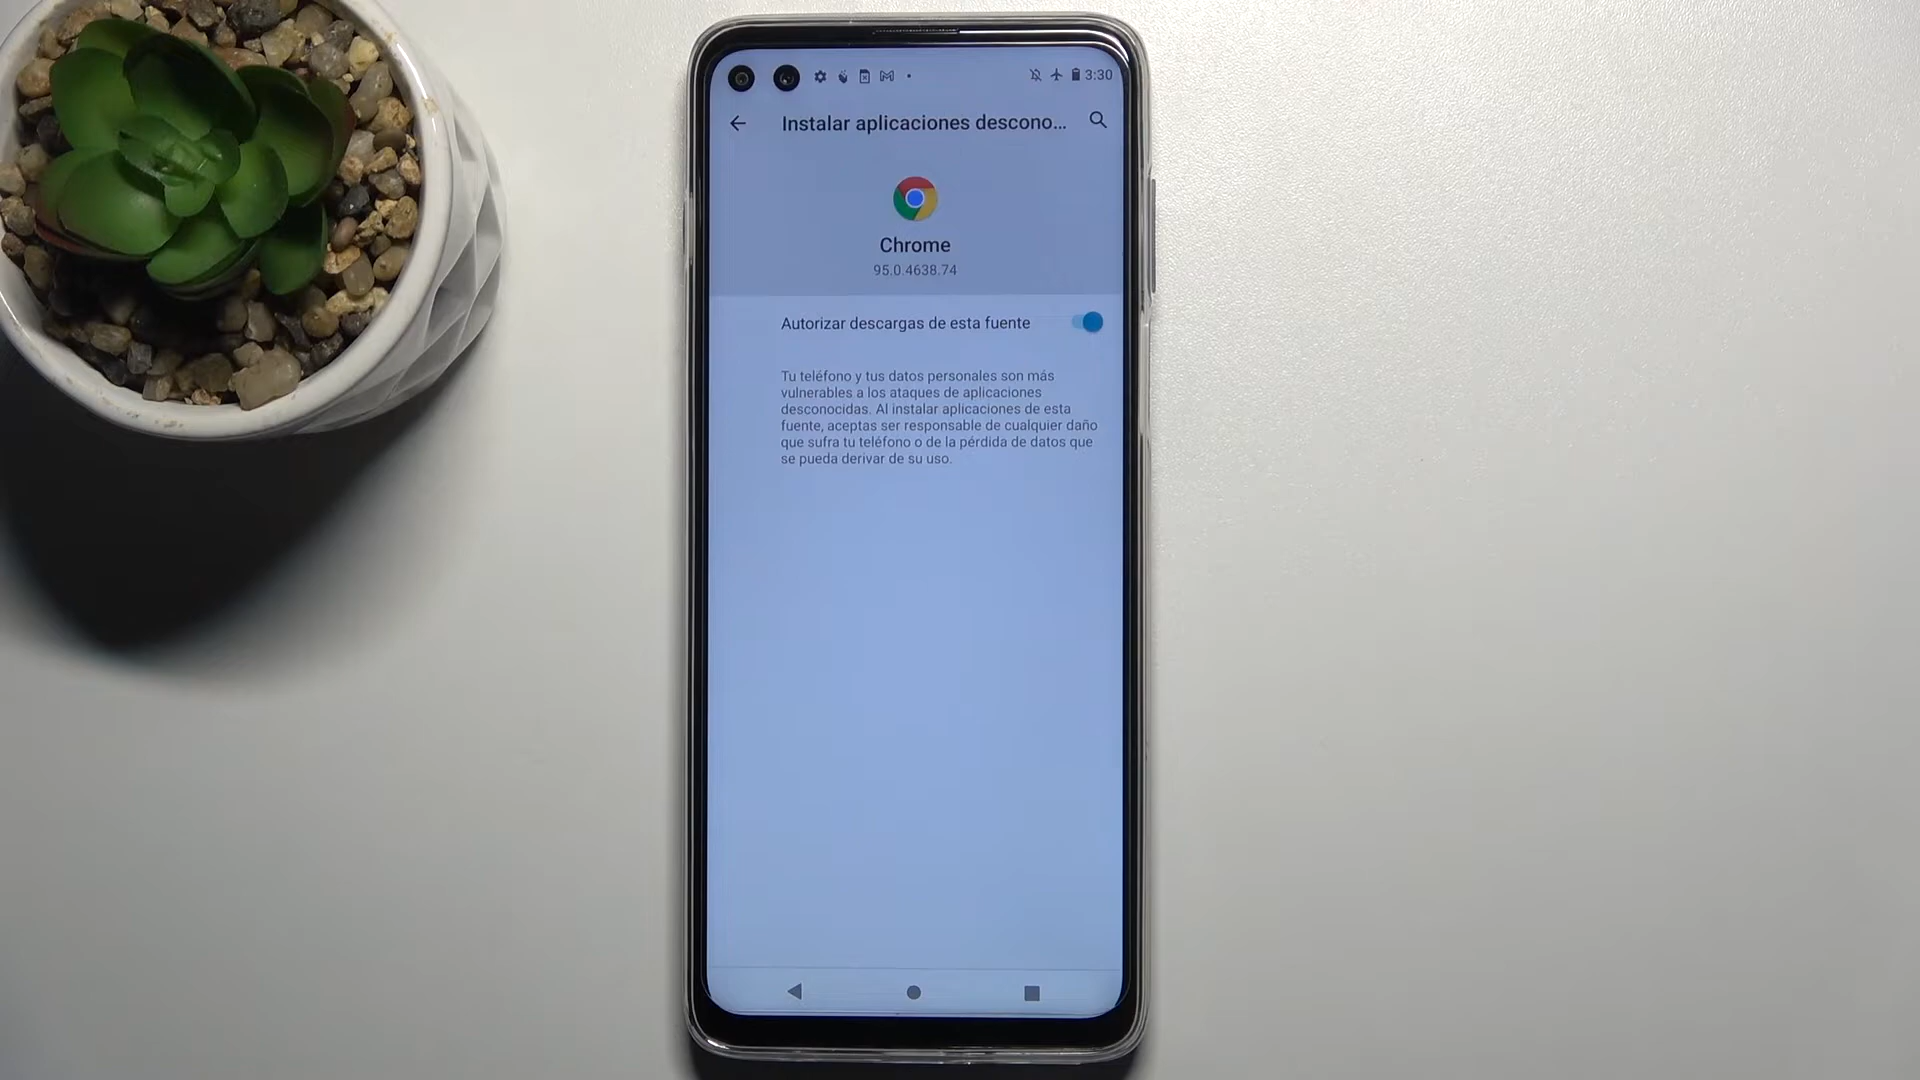 3:30
Instalar aplicaciones descono...
Chrome
95.0.4638.74
Autorizar descargas de esta fuente
Tu teléfono y tus datos personales son más
vulnerables a los ataques de aplicaciones
desconocidas. Al instalar aplicaciones de esta
fuente, aceptas ser responsable de cualquier daño
que sufra tu teléfono o de la pérdida de datos que
se pueda derivar de su uso.